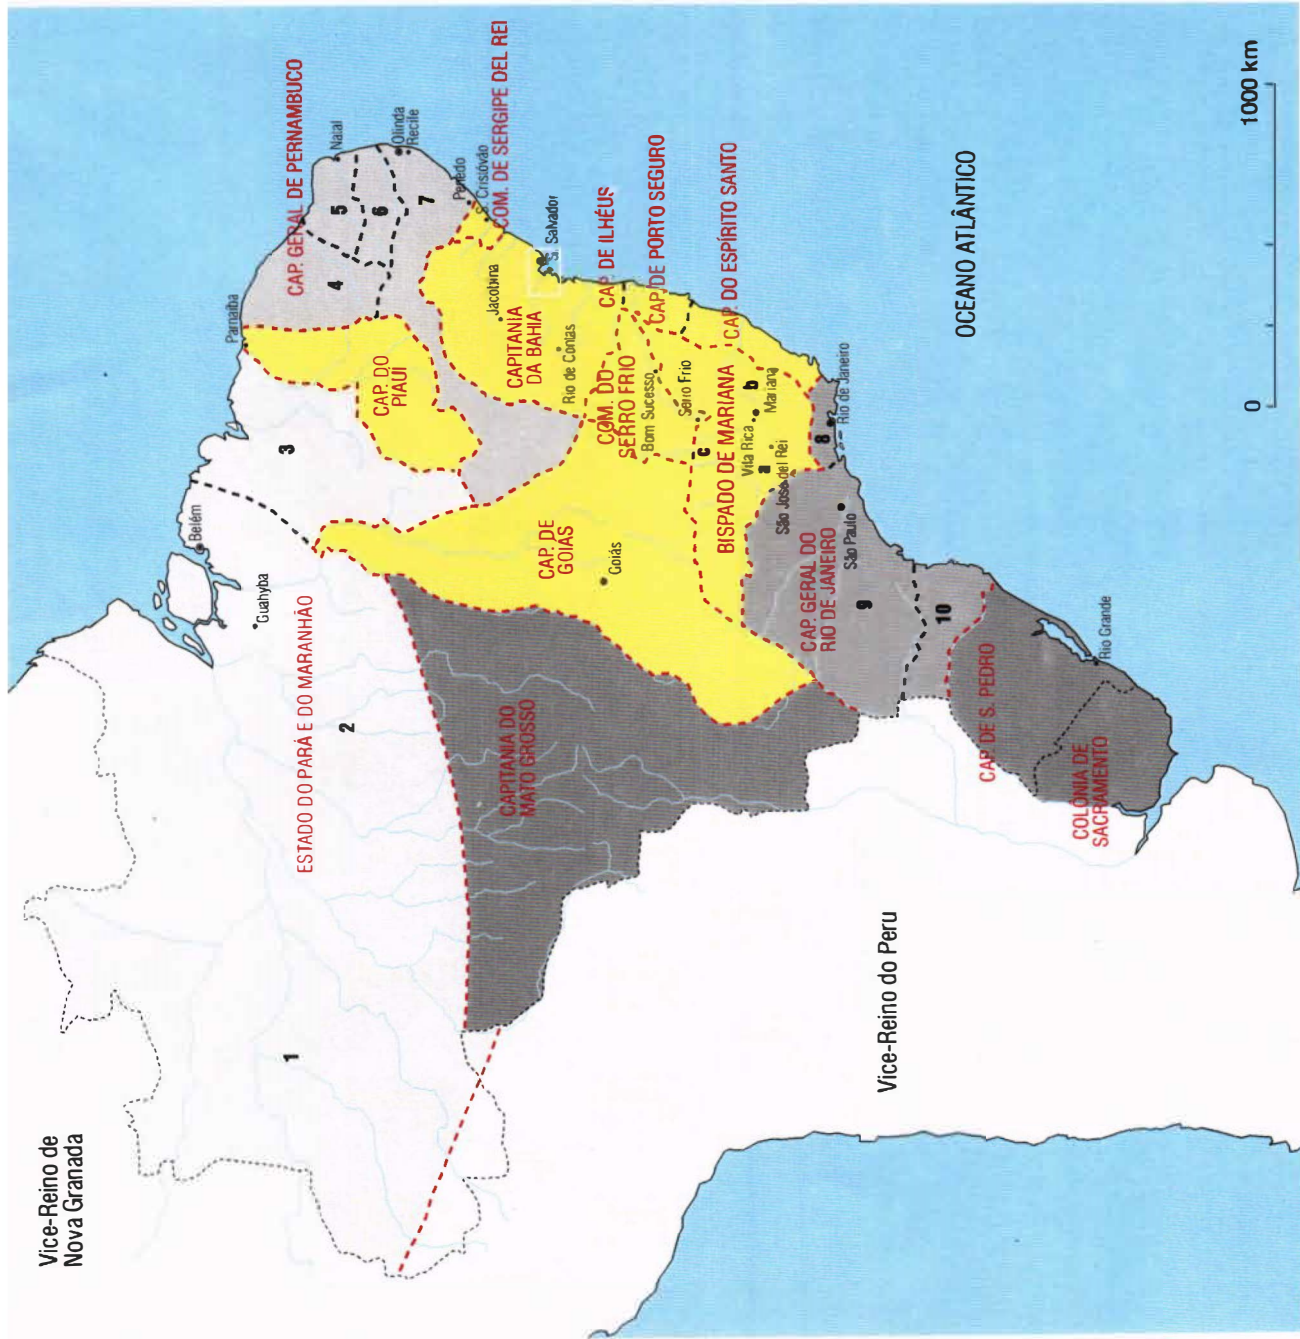 Vice-Reino de
Nova Granada
Belém
Parnaíba
Guahyba
3
1
CAP. GERAL DE PERNAMBUCO
ESTADO DO PARÁ E DO MARANHÃO
4
Natal
5
2
6
CAP. DO
PIAUÍ
Olinda
Recife
7
Penedo
S. Cristóvão
COM. DE SERGIPE DEL REI
Jacobina
CAPITANIA
DA BAHIA
CAPITANIA DO
MATO GROSSO
S. Salvador
CAP. DE
GOIÁS
Rio de Contas
Goiás
CAP. DE ILHÉUS
COM. DO
SERRO FRIO
Bom Sucesso
CAP. DE PORTO SEGURO
Serro Frio
c
BISPADO DE MARIANA
CAP. DO ESPÍRITO SANTO
Vila Rica
b
Mariana
a
São José del Rei
CAP. GERAL DO
RIO DE JANEIRO
8
Rio de Janeiro
São Paulo
9
Vice-Reino do Peru
10
OCEANO ATLÂNTICO
CAP. DE S. PEDRO
COLÓNIA DE
SACRAMENTO
Rio Grande
0
1000 km